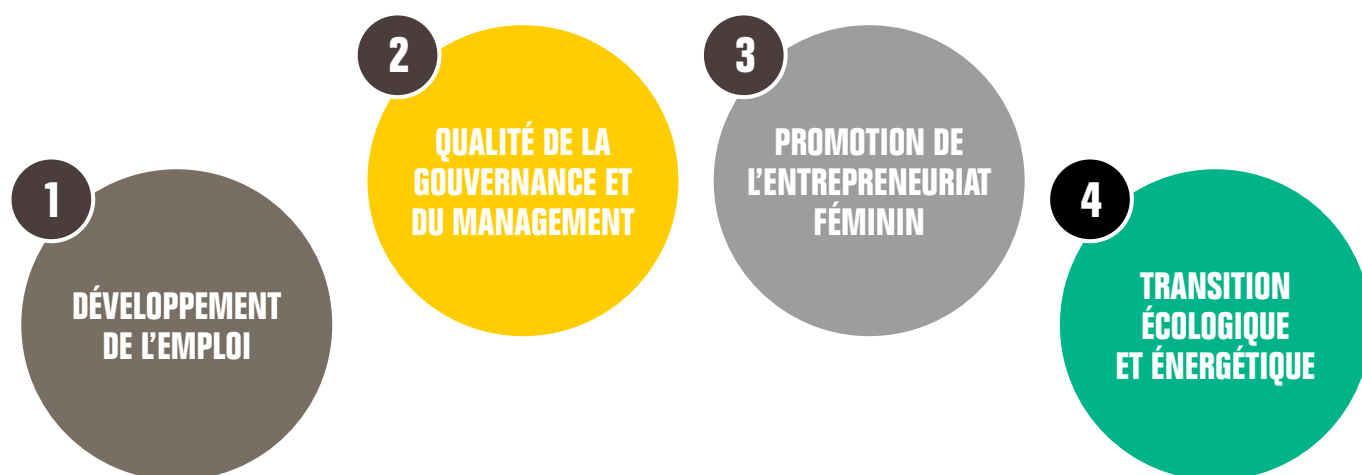 1
DÉVELOPPEMENT
DE L'EMPLOI
2
QUALITÉ DE LA
GOUVERNANCE ET
DU MANAGEMENT
3
PROMOTION DE
L'ENTREPRENEURIAT
FÉMININ
4
TRANSITION
ÉCOLOGIQUE
ET ÉNERGÉTIQUE